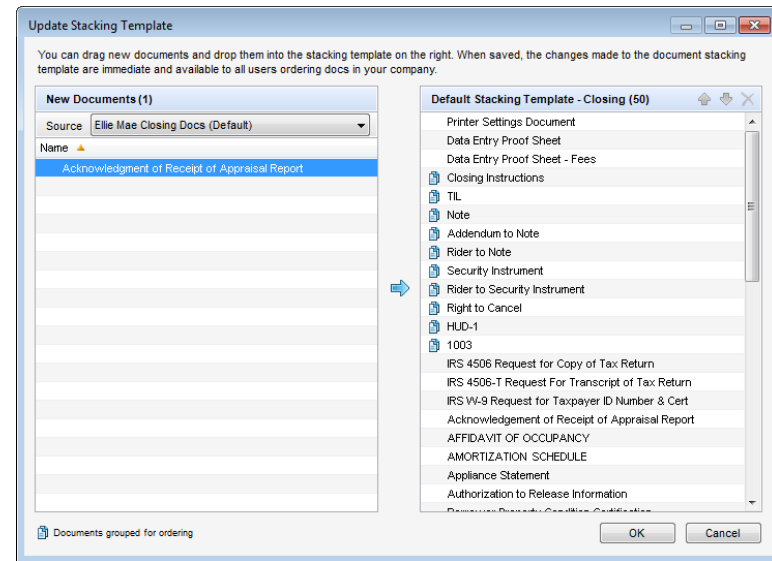 Update Stacking Template
You can drag new documents and drop them into the stacking template on the right. When saved, the changes made to the document stacking
template are immediate and available to all users ordering docs in your company.
New Documents (1)
Source Ellie Mae Closing Docs (Default)
Name
Acknowledgment of Receipt of Appraisal Report
Default Stacking Template - Closing (50)
Printer Settings Document
Data Entry Proof Sheet
Data Entry Proof Sheet - Fees
Closing Instructions
TIL
Note
Addendum to Note
Rider to Note
Security Instrument
Rider to Security Instrument
Right to Cancel
HUD-1
1003
IRS 4506 Request for Copy of Tax Return
IRS 4506-T Request For Transcript of Tax Return
IRS W-9 Request for Taxpayer ID Number & Cert
Acknowledgement of Receipt of Appraisal Report
AFFIDAVIT OF OCCUPANCY
AMORTIZATION SCHEDULE
Appliance Statement
Authorization to Release Information
Borrower Property Condition Certification
Documents grouped for ordering
OK Cancel